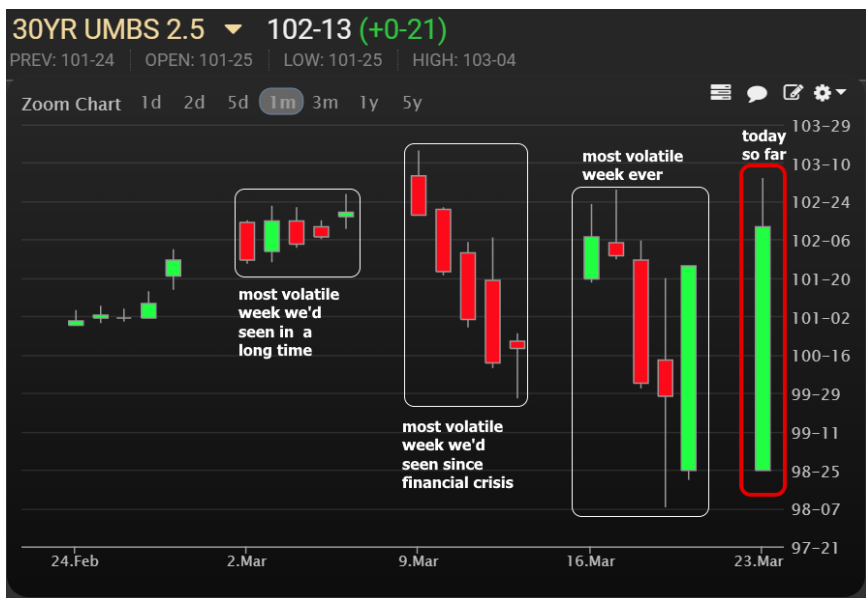 30YR UMBS 2.5 102-13 (+0-21)
PREV: 101-24 OPEN: 101-25 LOW: 101-25 HIGH: 103-04
Zoom Chart 1d 2d 5d 1m 3m 1y 5y
today
so far
103-29
most volatile
week ever
103-10
102-24
102-06
101-20
most volatile
week we'd
seen in a
long time
101-02
100-16
99-29
most volatile
week we'd
seen since
financial crisis
99-11
98-25
98-07
97-21
24.Feb 2.Mar 9.Mar 16.Mar 23.Mar